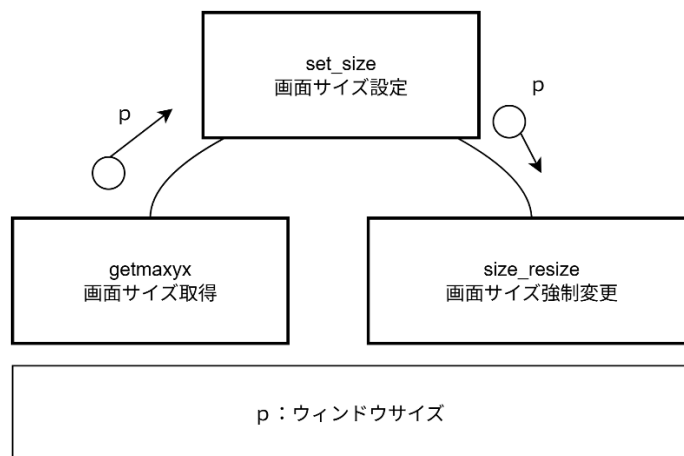 set_size
画面サイズ設定
p
p
getmaxyx
画面サイズ取得
size_resize
画面サイズ強制変更
p：ウィンドウサイズ